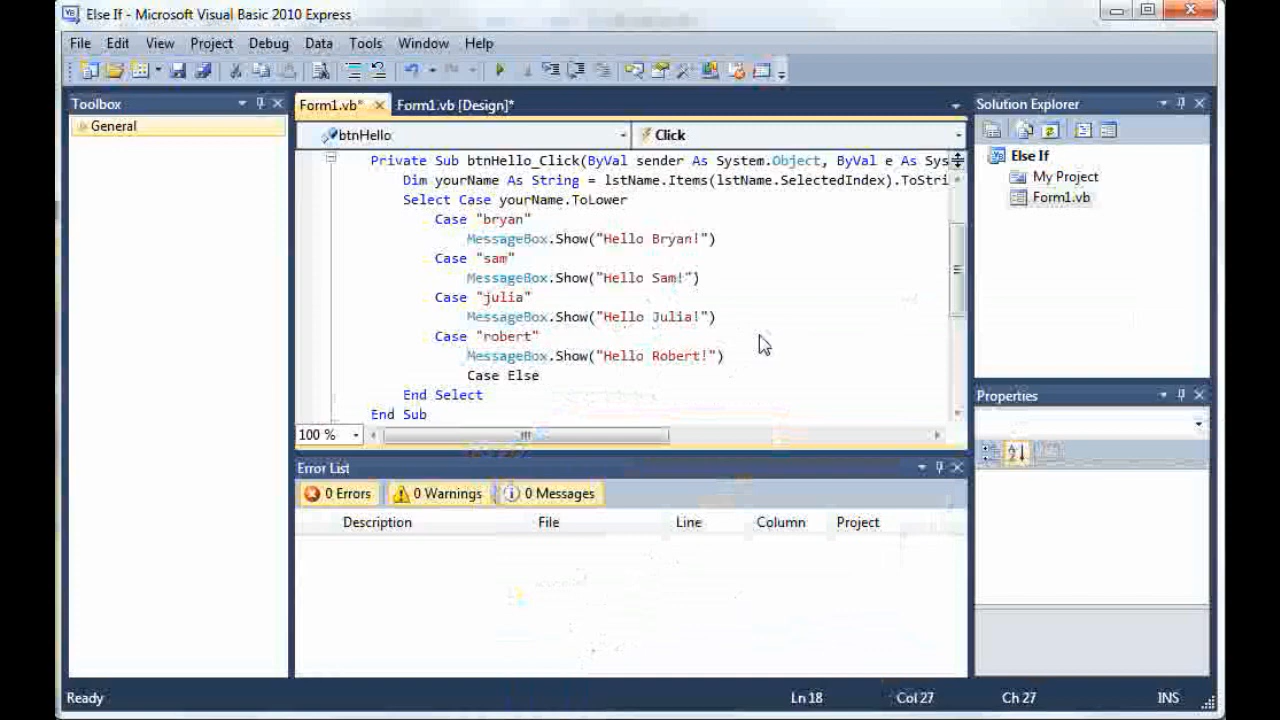 Else If - Microsoft Visual Basic 2010 Express
File Edit View Project Debug Data Tools Window Help
Toolbox
General
Form1.vb*
Form1.vb [Design]*
btnHello
Click
Private Sub btnHello_Click(ByVal sender As System.Object, ByVal e As Sys
Dim yourName As String = lstName.Items(lstName.SelectedIndex).ToStri
Select Case yourName.ToLower
Case "bryan"
MessageBox.Show("Hello Bryan!")
Case "sam"
MessageBox.Show("Hello Sam!")
Case "julia"
MessageBox.Show("Hello Julia!")
Case "robert"
MessageBox.Show("Hello Robert!")
Case Else
End Select
End Sub
100 %
Error List
0 Errors 0 Warnings 0 Messages
Description File Line Column Project
Solution Explorer
Else If
My Project
Form1.vb
Properties
Ready Ln 18 Col 27 Ch 27 INS